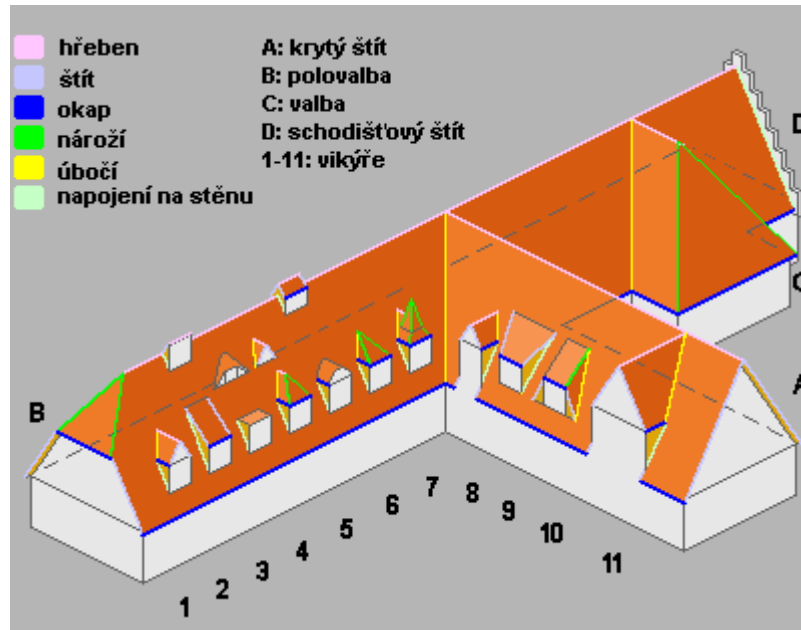 hřeben
štít
okap
nároží
úbočí
napojení na stěnu
A: krytý štít
B: polovalba
C: valba
D: schodišťový štít
1-11: vikýře
D
C
A
B
1
2
3
4
5
6
7
8
9
10
11